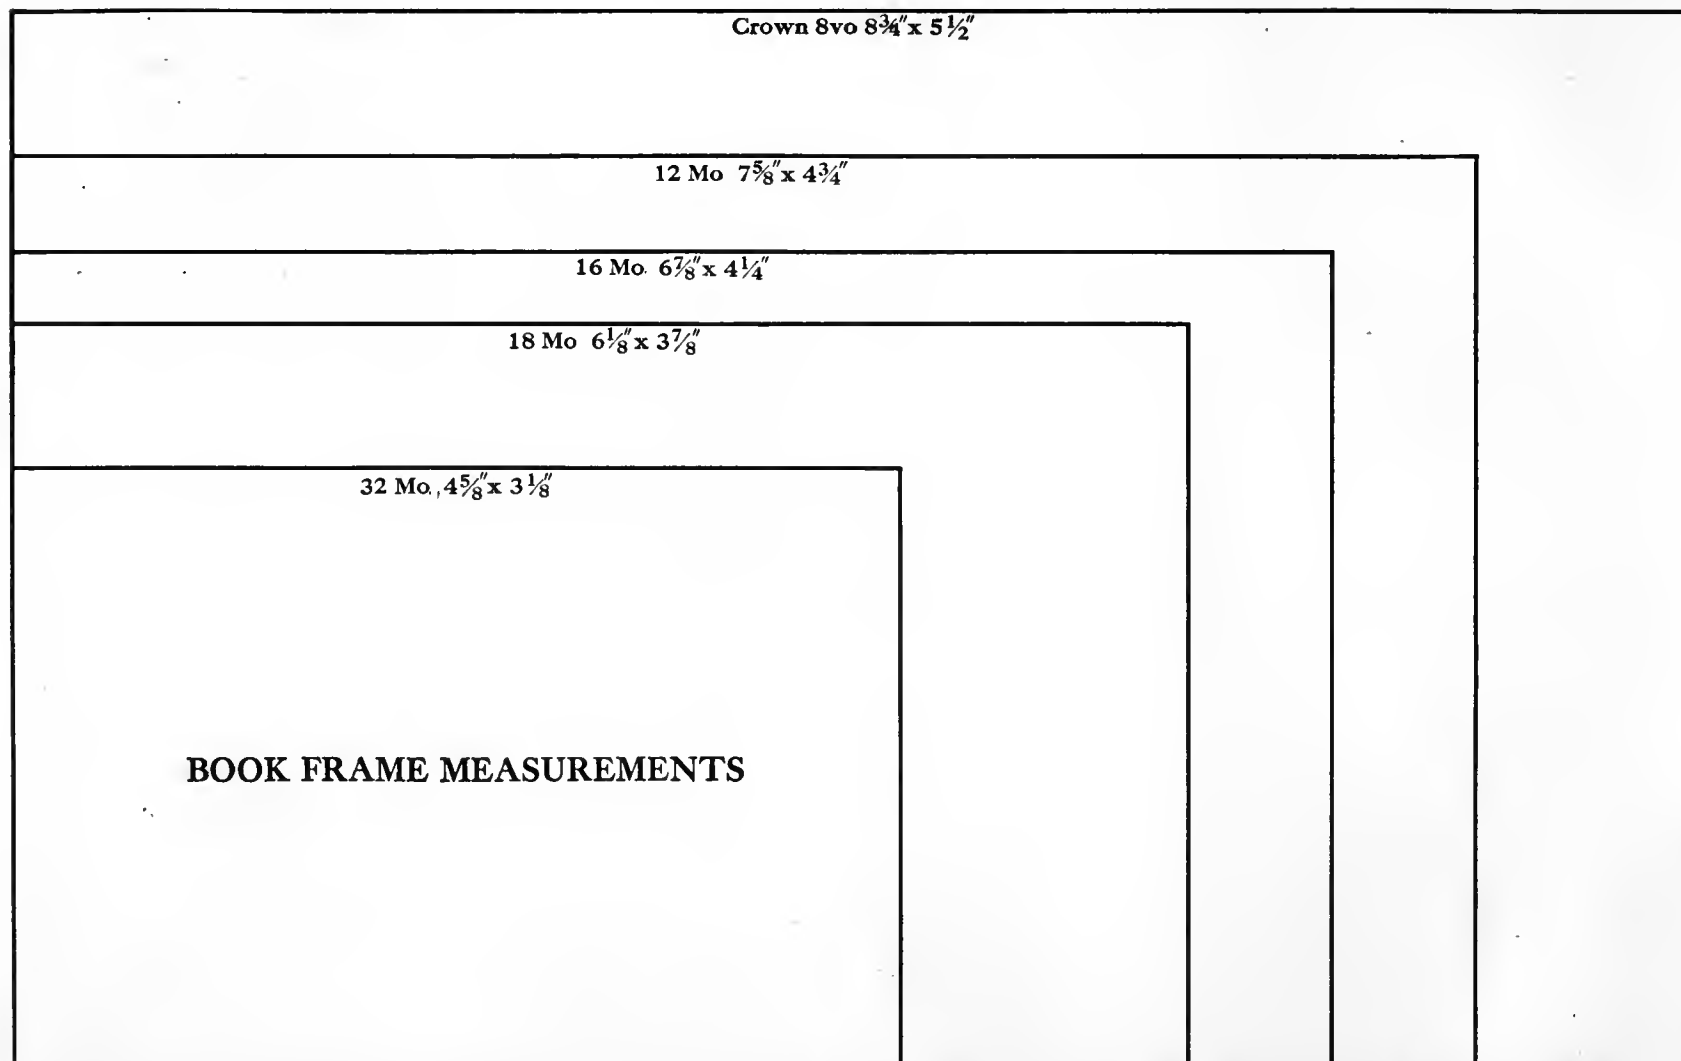 Crown 8vo 8¾″ x 5½″
12 Mo 7⅝″ x 4¾″
16 Mo. 6⅞″ x 4¼″
18 Mo 6⅛″ x 3⅞″
32 Mo., 4⅝″ x 3⅛″
BOOK FRAME MEASUREMENTS